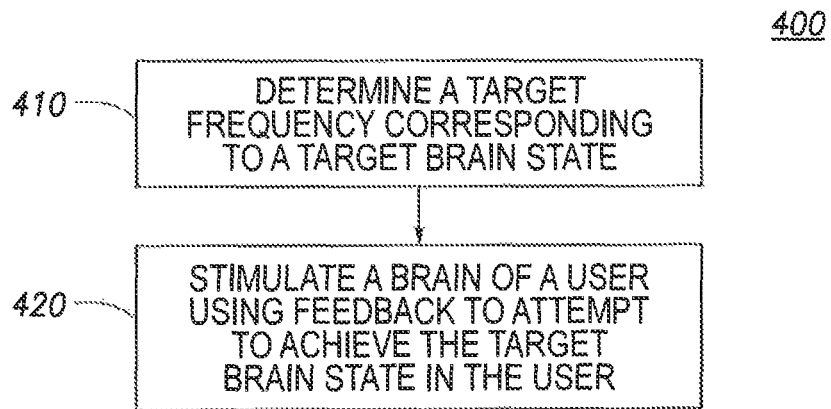 400
410
DETERMINE A TARGET
FREQUENCY CORRESPONDING
TO A TARGET BRAIN STATE
420
STIMULATE A BRAIN OF A USER
USING FEEDBACK TO ATTEMPT
TO ACHIEVE THE TARGET
BRAIN STATE IN THE USER